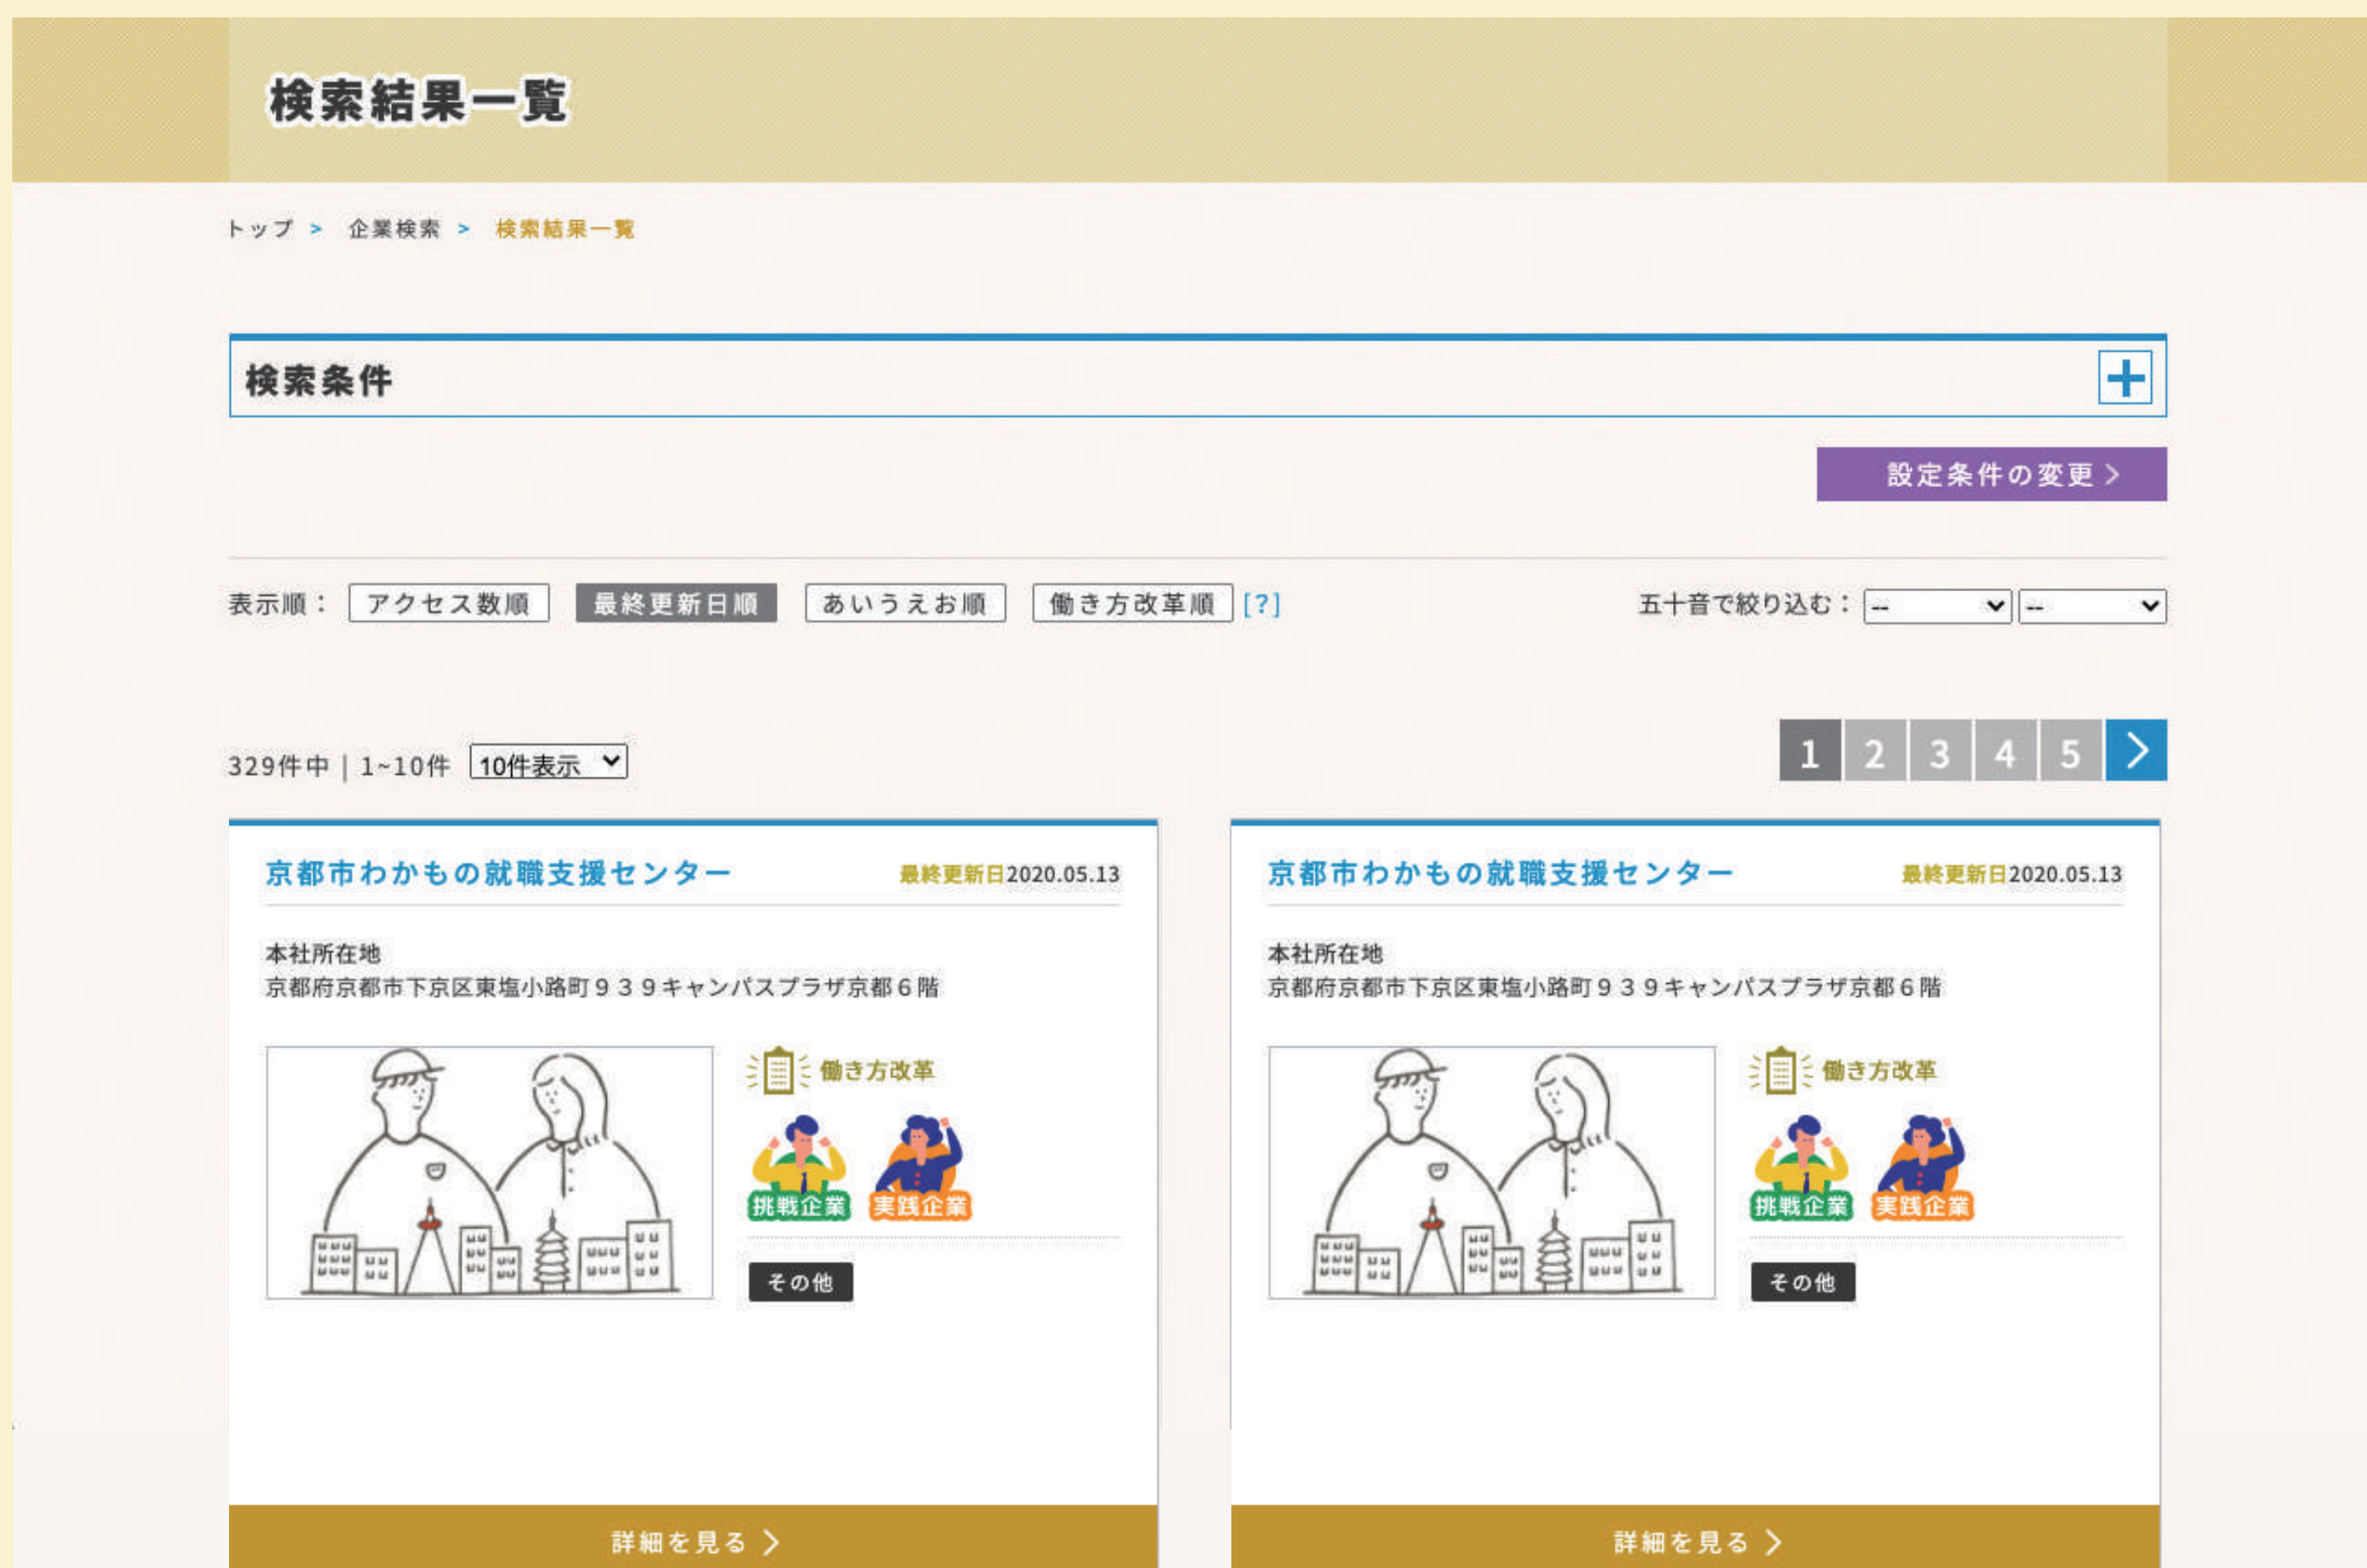 検索結果一覧
トップ > 企業検索 > 検索結果一覧
検索条件
設定条件の変更 >
表示順： アクセス数順 最終更新日順 あいうえお順 働き方改革順 [?] 五十音で絞り込む： -- --
329件中 | 1~10件 10件表示
1 2 3 4 5 >
京都市わかもの就職支援センター 最終更新日2020.05.13
本社所在地
京都府京都市下京区東塩小路町９３９キャンパスプラザ京都６階
働き方改革
挑戦企業 実践企業
その他
詳細を見る >
京都市わかもの就職支援センター 最終更新日2020.05.13
本社所在地
京都府京都市下京区東塩小路町９３９キャンパスプラザ京都６階
働き方改革
挑戦企業 実践企業
その他
詳細を見る >